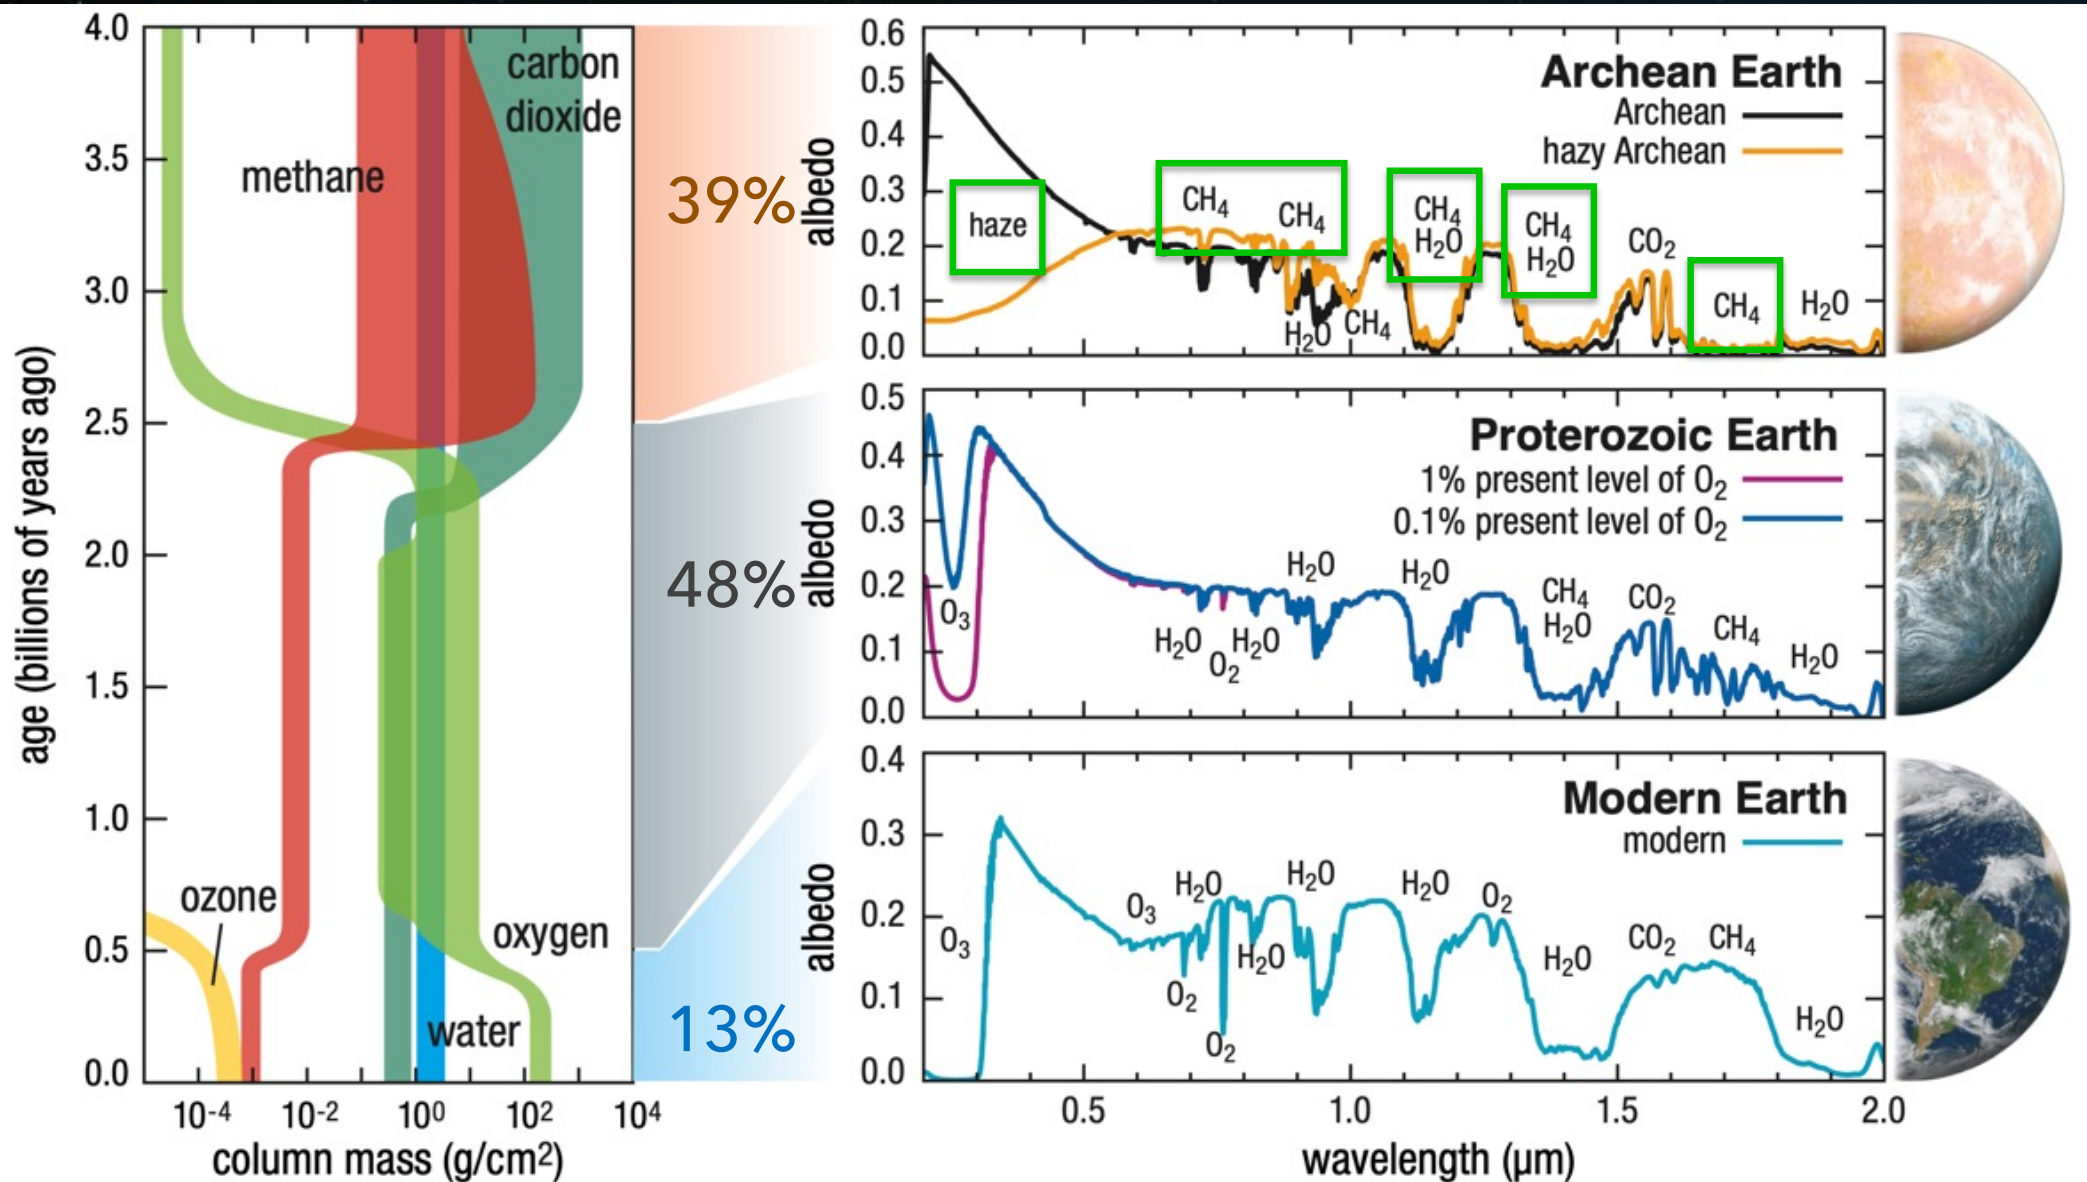 4.0
3.5
3.0
2.5
2.0
1.5
1.0
0.5
0.0
age (billions of years ago)
carbon
dioxide
methane
ozone
oxygen
water
10-4
10-2
100
102
104
column mass (g/cm2)
39%
48%
13%
albedo
0.6
0.5
0.4
0.3
0.2
0.1
0.0
Archean Earth
Archean
hazy Archean
haze
CH4
CH4
CH4
H2O
CH4
H2O
CO2
CH4
H2O
H2O
CH4
albedo
0.5
0.4
0.3
0.2
0.1
0.0
Proterozoic Earth
1% present level of O2
0.1% present level of O2
O3
H2O
O2
H2O
H2O
H2O
CH4
H2O
CO2
CH4
H2O
albedo
0.4
0.3
0.2
0.1
0.0
Modern Earth
modern
O3
O3
H2O
O2
O2
H2O
H2O
H2O
O2
H2O
CO2
CH4
H2O
0.5
1.0
1.5
2.0
wavelength (μm)